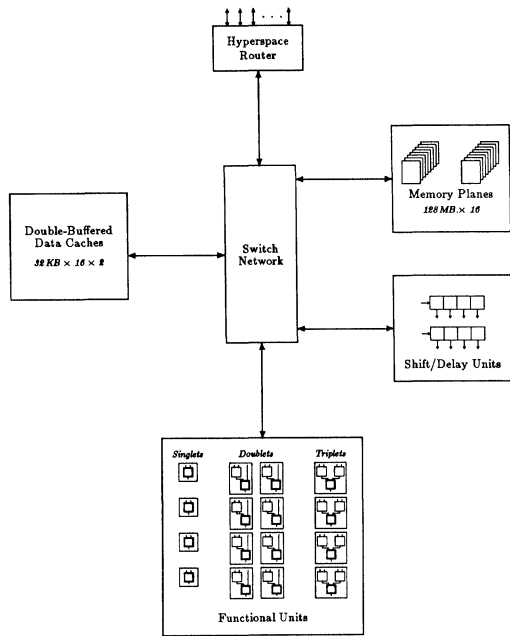 Hyperspace
Router
Memory Planes
128 MB × 16
Double-Buffered
Data Caches
32 KB × 16 × 2
Switch
Network
Shift/Delay Units
Singlets Doublets Triplets
Functional Units